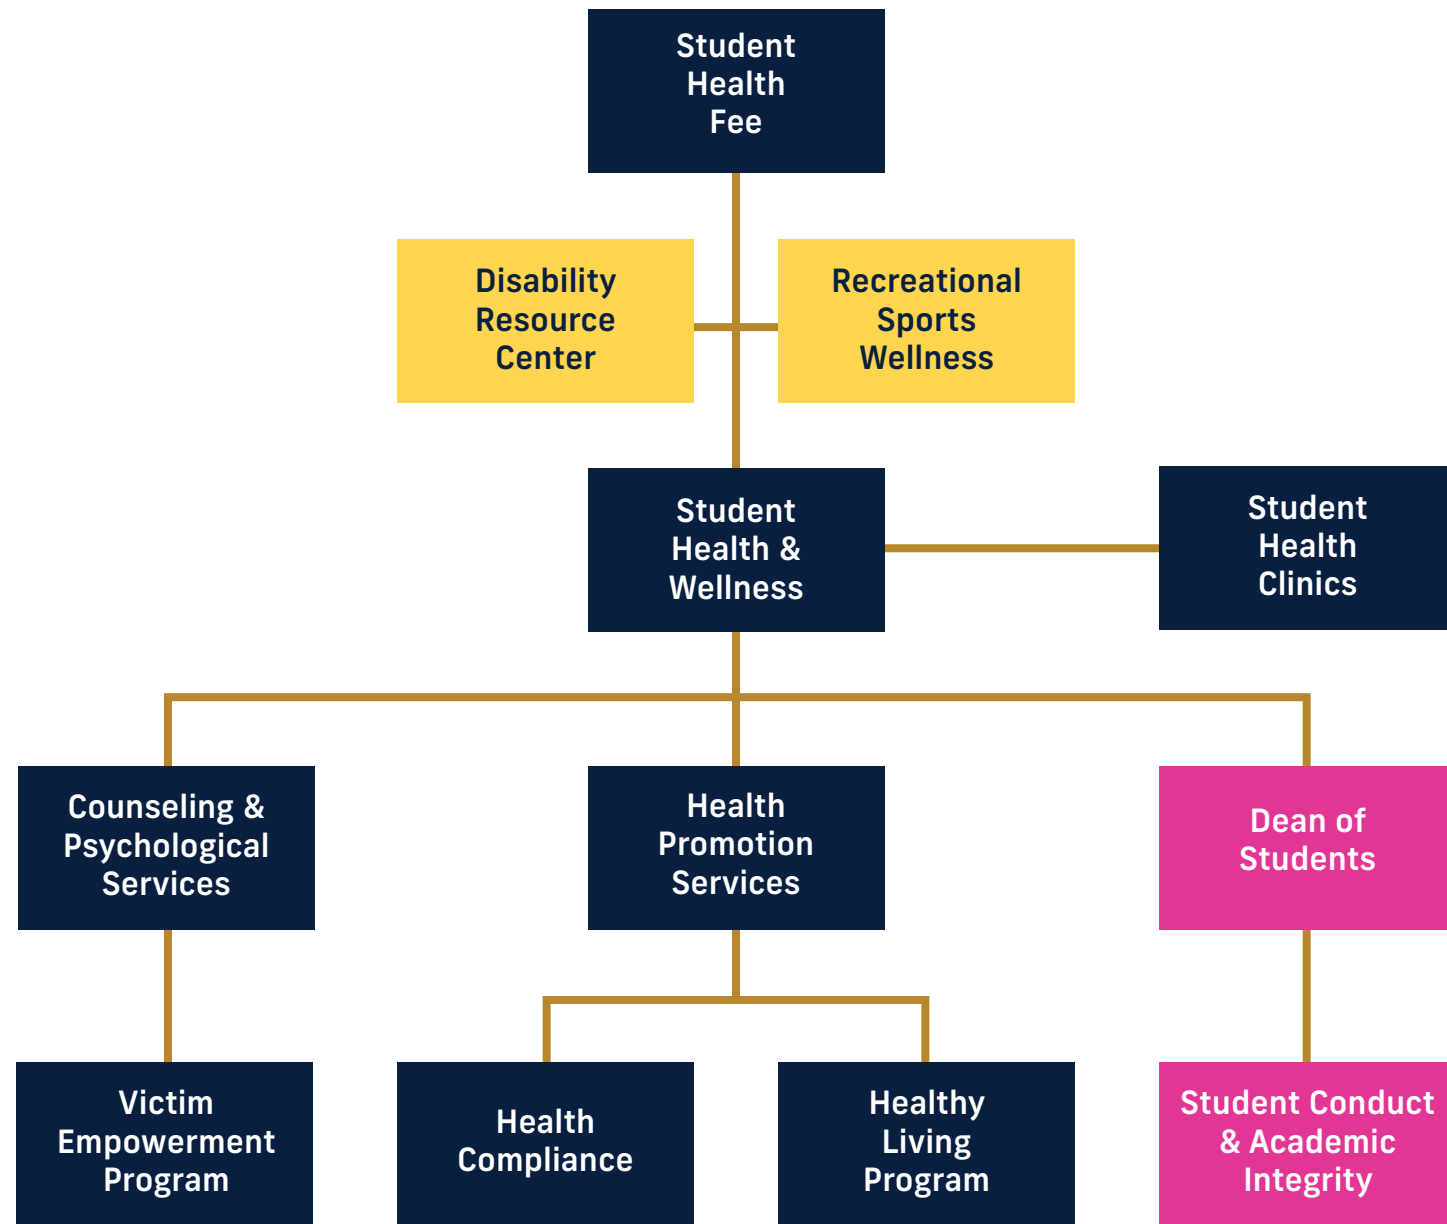 Student
Health
Fee
Disability
Resource
Center
Recreational
Sports
Wellness
Student
Health &
Wellness
Student
Health
Clinics
Counseling &
Psychological
Services
Health
Promotion
Services
Dean of
Students
Victim
Empowerment
Program
Health
Compliance
Healthy
Living
Program
Student Conduct
& Academic
Integrity